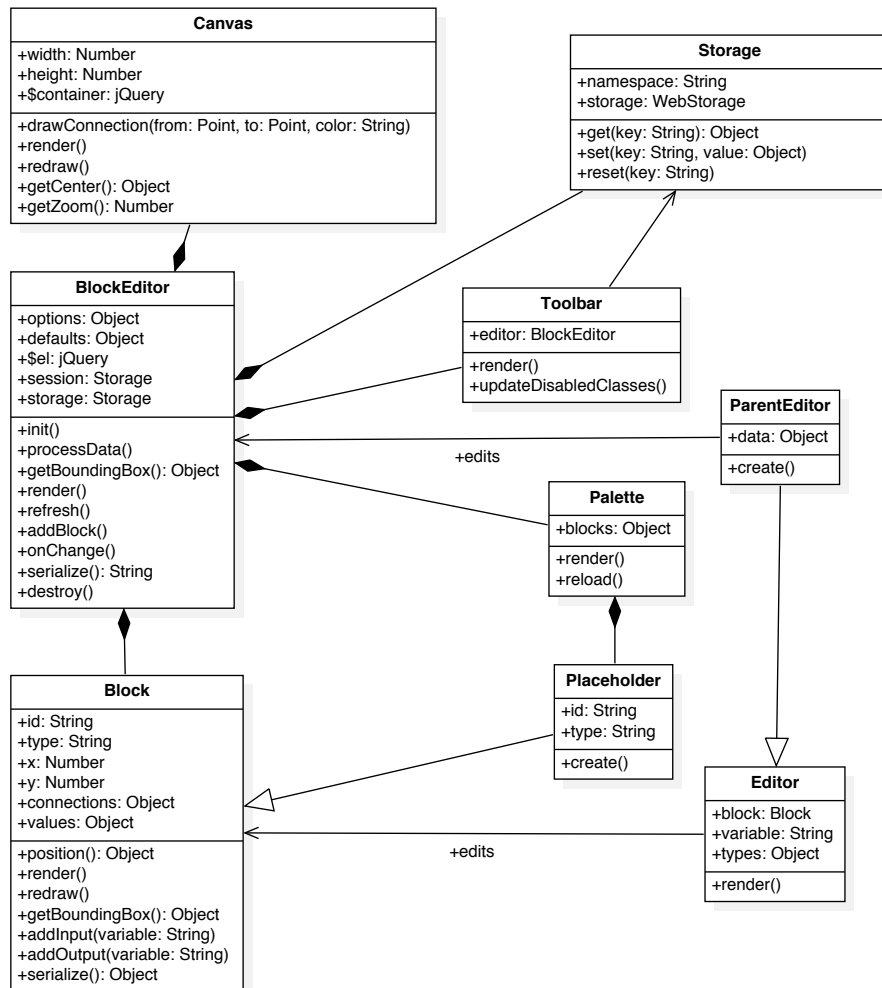 Canvas
+width: Number
+height: Number
+$container: jQuery
+drawConnection(from: Point, to: Point, color: String)
+render()
+redraw()
+getCenter(): Object
+getZoom(): Number
Storage
+namespace: String
+storage: WebStorage
+get(key: String): Object
+set(key: String, value: Object)
+reset(key: String)
BlockEditor
+options: Object
+defaults: Object
+$el: jQuery
+session: Storage
+storage: Storage
+init()
+processData()
+getBoundingBox(): Object
+render()
+refresh()
+addBlock()
+onChange()
+serialize(): String
+destroy()
Toolbar
+editor: BlockEditor
+render()
+updateDisabledClasses()
ParentEditor
+data: Object
+create()
+edits
Palette
+blocks: Object
+render()
+reload()
Block
+id: String
+type: String
+x: Number
+y: Number
+connections: Object
+values: Object
+position(): Object
+render()
+redraw()
+getBoundingBox(): Object
+addInput(variable: String)
+addOutput(variable: String)
+serialize(): Object
Placeholder
+id: String
+type: String
+create()
Editor
+block: Block
+variable: String
+types: Object
+render()
+edits